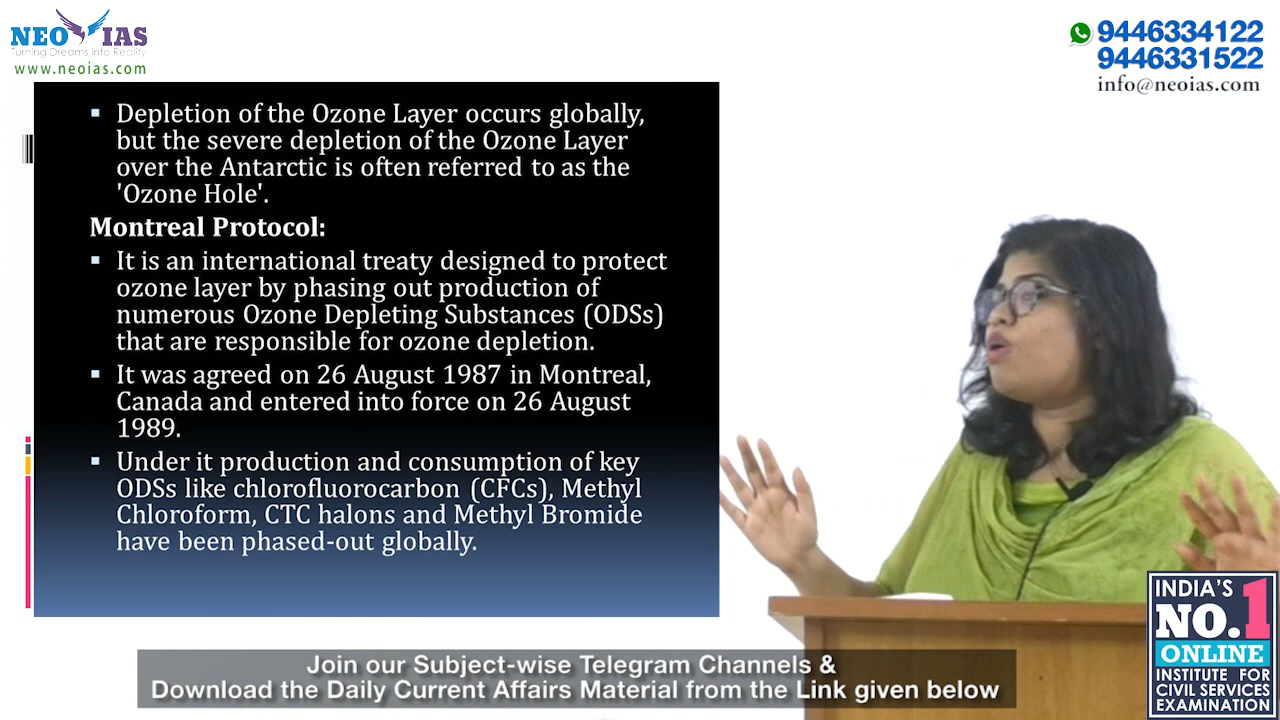 NEO IAS
Turning Dreams into Reality
www.neoias.com
9446334122
9446331522
info@neoias.com
▪ Depletion of the Ozone Layer occurs globally,
but the severe depletion of the Ozone Layer
over the Antarctic is often referred to as the
'Ozone Hole'.
Montreal Protocol:
▪ It is an international treaty designed to protect
ozone layer by phasing out production of
numerous Ozone Depleting Substances (ODSs)
that are responsible for ozone depletion.
▪ It was agreed on 26 August 1987 in Montreal,
Canada and entered into force on 26 August
1989.
▪ Under it production and consumption of key
ODSs like chlorofluorocarbon (CFCs), Methyl
Chloroform, CTC halons and Methyl Bromide
have been phased-out globally.
INDIA'S
NO.1
ONLINE
INSTITUTE FOR
CIVIL SERVICES
EXAMINATION
Join our Subject-wise Telegram Channels &
Download the Daily Current Affairs Material from the Link given below